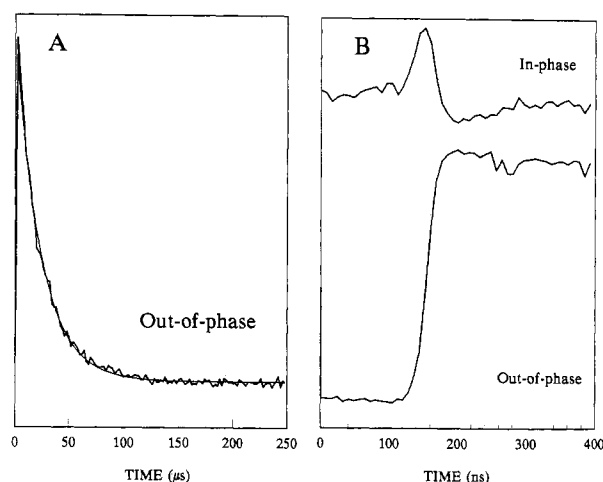 A
Out-of-phase
0 50 100 150 200 250
TIME (μs)
B
In-phase
Out-of-phase
0 100 200 300 400
TIME (ns)